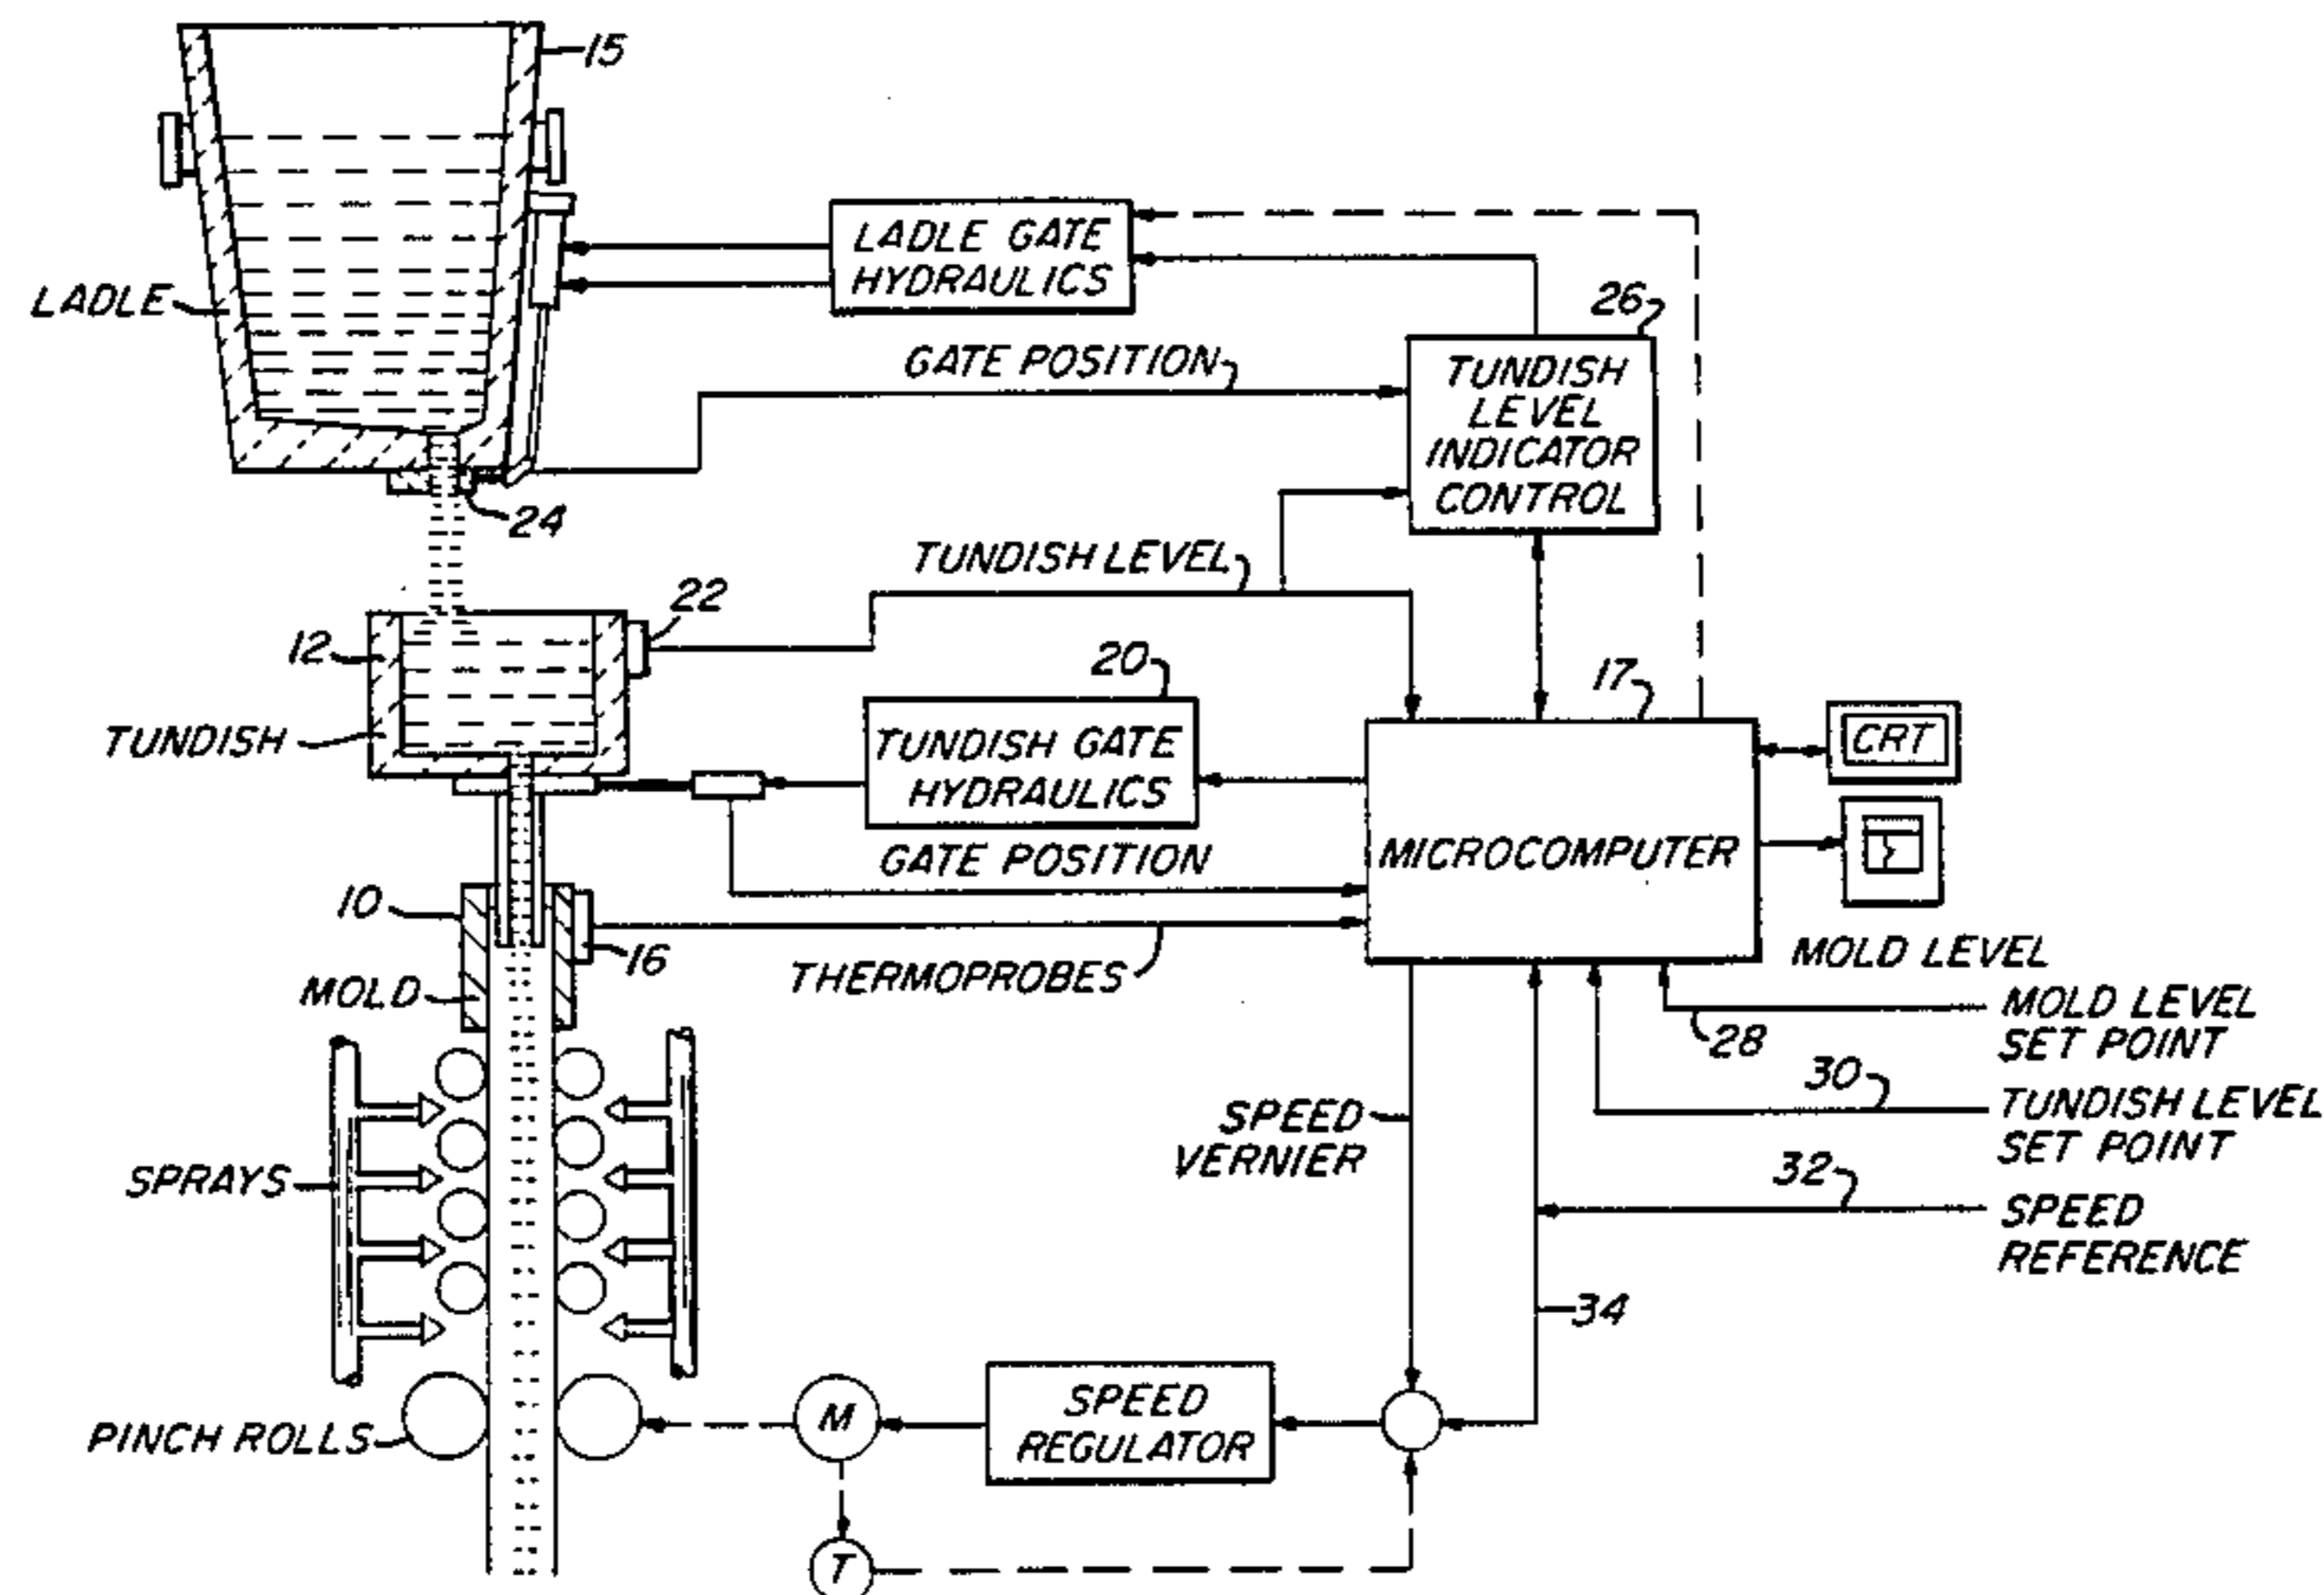 15
LADLE
LADLE GATE
HYDRAULICS
26
GATE POSITION
TUNDISH
LEVEL
INDICATOR
CONTROL
24
TUNDISH LEVEL
22
12
20
17
TUNDISH
TUNDISH GATE
HYDRAULICS
CRT
MICROCOMPUTER
GATE POSITION
10
16
THERMOPROBES
MOLD LEVEL
MOLD
28
MOLD LEVEL
SET POINT
30
SPEED
VERNIER
TUNDISH LEVEL
SET POINT
SPRAYS
32
SPEED
REFERENCE
34
PINCH ROLLS
M
SPEED
REGULATOR
T